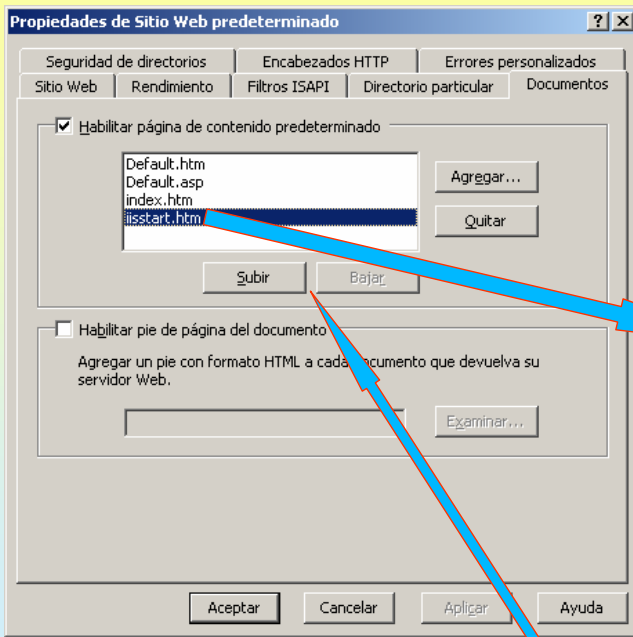 Propiedades de Sitio Web predeterminado
Seguridad de directorios Encabezados HTTP Errores personalizados
Sitio Web Rendimiento Filtros ISAPI Directorio particular Documentos
Habilitar página de contenido predeterminado
Default.htm
Default.asp
index.htm
iisstart.htm
Agregar...
Quitar
Subir Bajar
Habilitar pie de página del documento
Agregar un pie con formato HTML a cada documento que devuelva su
servidor Web.
Examinar...
Aceptar Cancelar Aplicar Ayuda